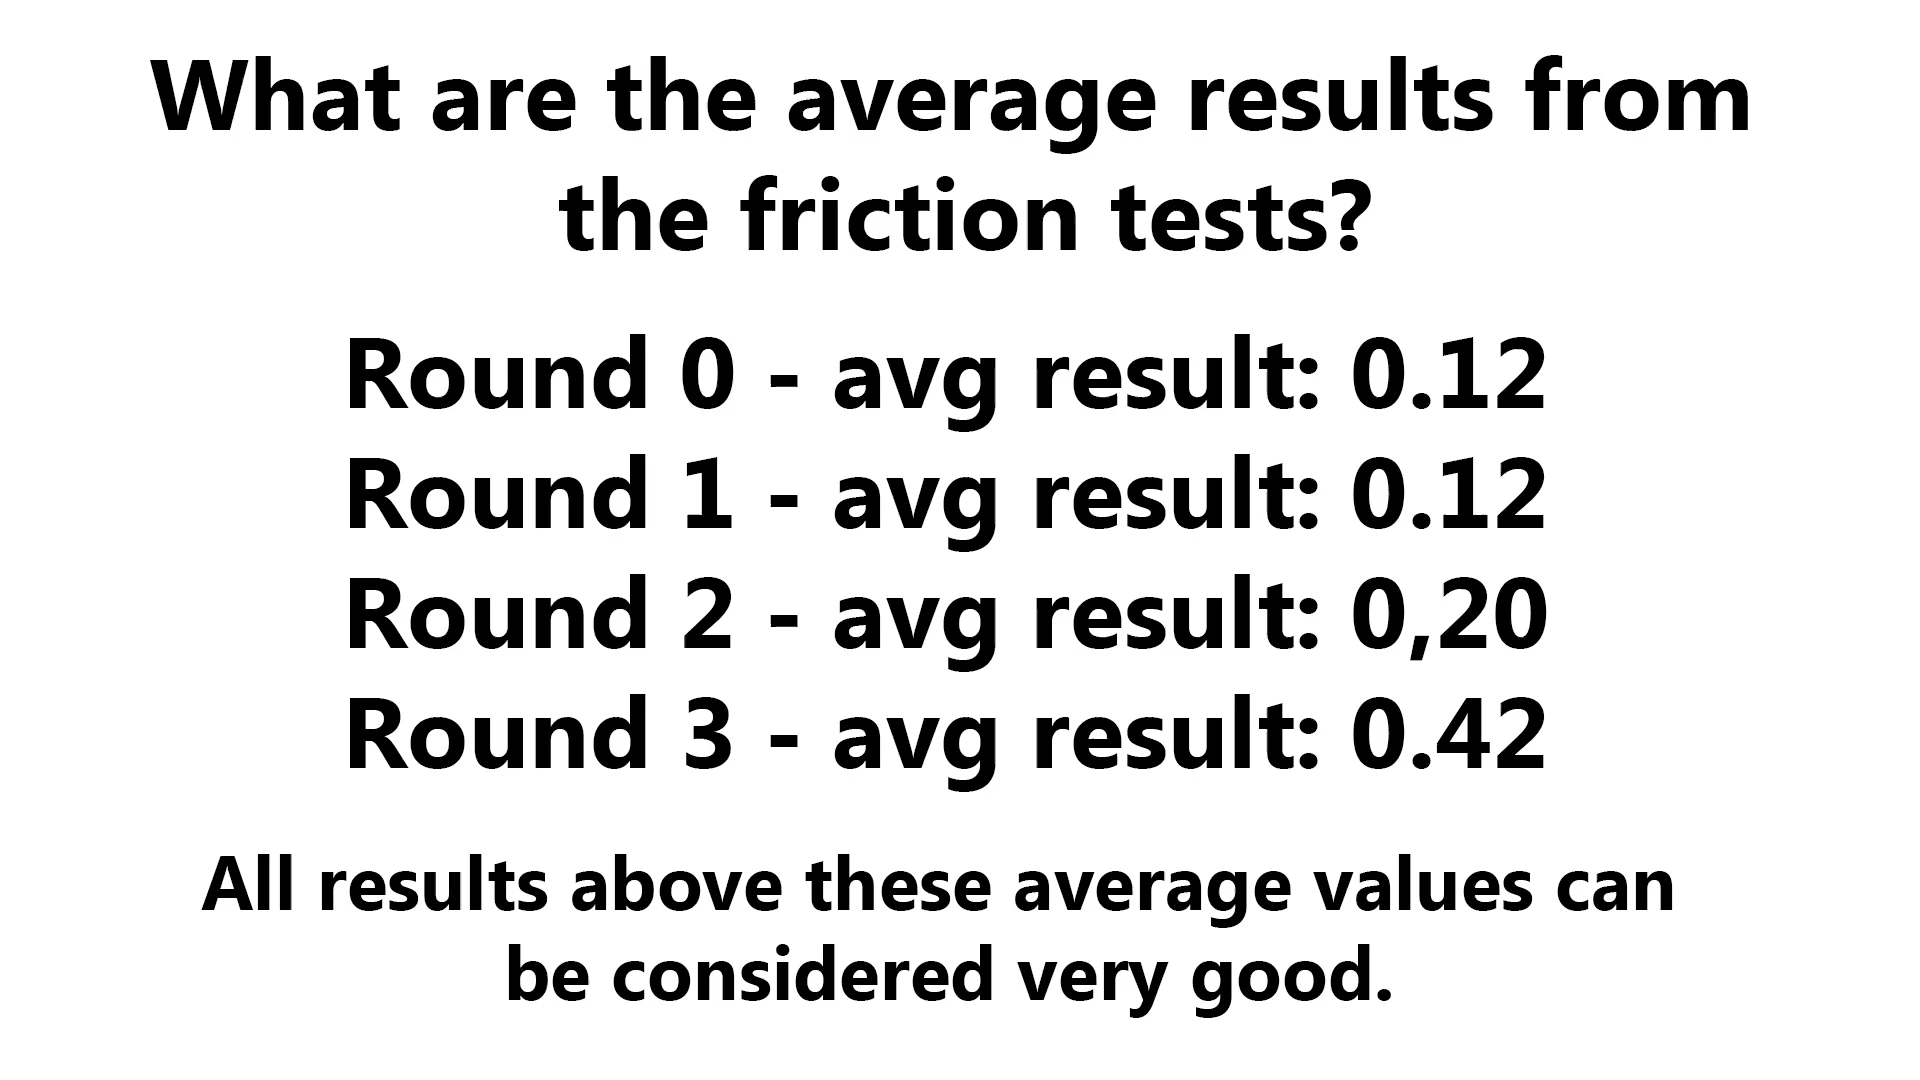 What are the average results from
the friction tests?
Round 0 - avg result: 0.12
Round 1 - avg result: 0.12
Round 2 - avg result: 0,20
Round 3 - avg result: 0.42
All results above these average values can
be considered very good.